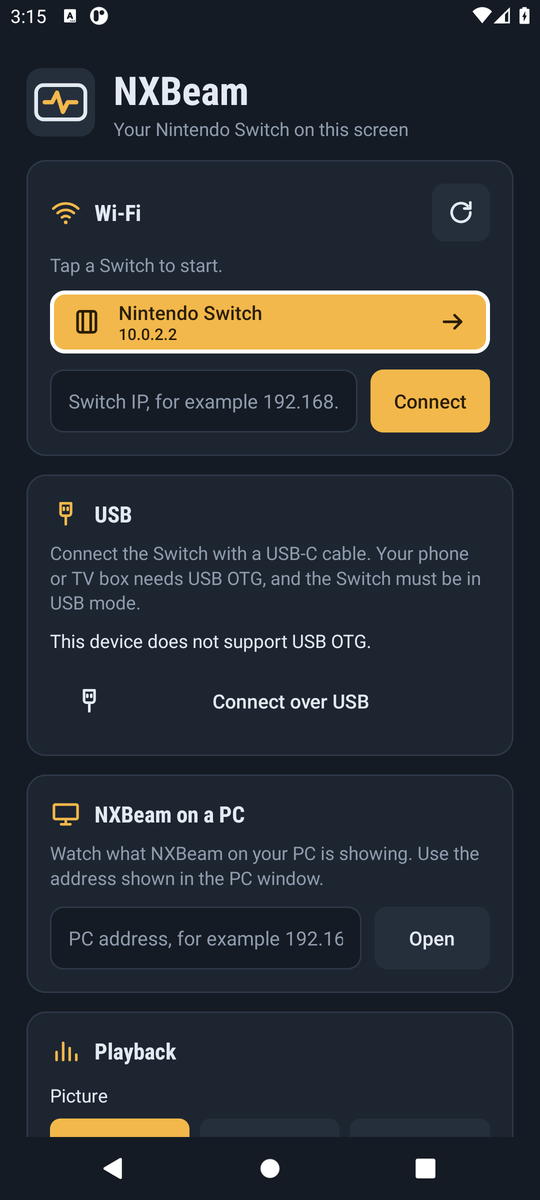 3:15
NXBeam
Your Nintendo Switch on this screen
Wi-Fi
Tap a Switch to start.
Nintendo Switch
10.0.2.2
Switch IP, for example 192.168.
Connect
USB
Connect the Switch with a USB-C cable. Your phone
or TV box needs USB OTG, and the Switch must be in
USB mode.
This device does not support USB OTG.
Connect over USB
NXBeam on a PC
Watch what NXBeam on your PC is showing. Use the
address shown in the PC window.
PC address, for example 192.16
Open
Playback
Picture